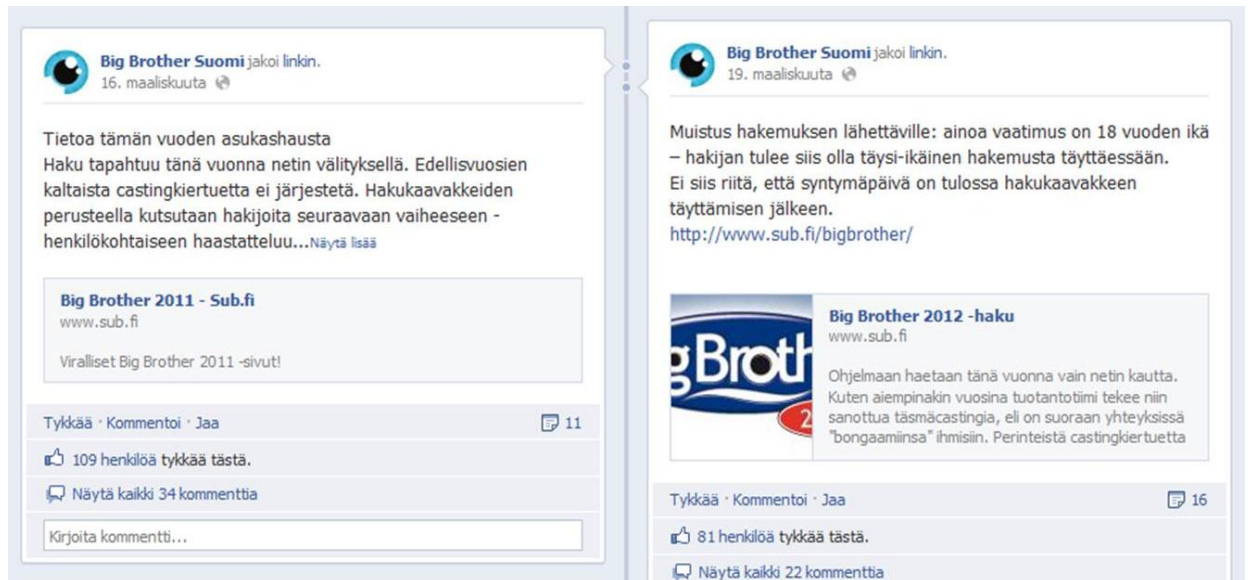 Big Brother Suomi jakoi linkin.
16. maaliskuuta
Tietoa tämän vuoden asukashausta
Haku tapahtuu tänä vuonna netin välityksellä. Edellisvuosien
kaltaista castingkiertuetta ei järjestetä. Hakukaavakkeiden
perusteella kutsutaan hakijoita seuraavaan vaiheeseen -
henkilökohtaiseen haastatteluu...Näytä lisää
Big Brother 2011 - Sub.fi
www.sub.fi
Viralliset Big Brother 2011 -sivut!
Tykkää · Kommentoi · Jaa 11
109 henkilöä tykkää tästä.
Näytä kaikki 34 kommenttia
Kirjoita kommentti...
Big Brother Suomi jakoi linkin.
19. maaliskuuta
Muistus hakemuksen lähettäville: ainoa vaatimus on 18 vuoden ikä
– hakijan tulee siis olla täysi-ikäinen hakemusta täyttäessään.
Ei siis riitä, että syntymäpäivä on tulossa hakukaavakkeen
täyttämisen jälkeen.
http://www.sub.fi/bigbrother/
g Broth
2
Big Brother 2012 -haku
www.sub.fi
Ohjelmaan haetaan tänä vuonna vain netin kautta.
Kuten aiempinakin vuosina tuotantotiimi tekee niin
sanottua täsmäcastingia, eli on suoraan yhteyksissä
"bongaamiinsa" ihmisiin. Perinteistä castingkiertuetta
Tykkää · Kommentoi · Jaa 16
81 henkilöä tykkää tästä.
Näytä kaikki 22 kommenttia